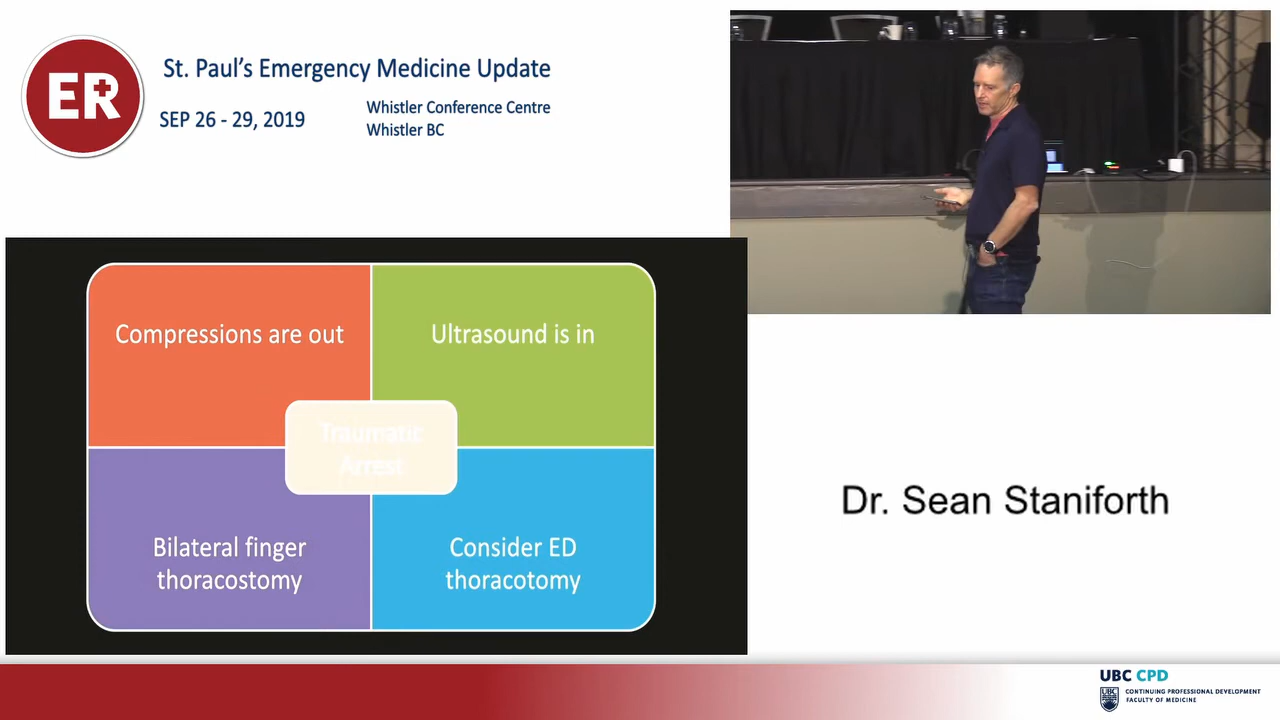 ER
St. Paul's Emergency Medicine Update
SEP 26 - 29, 2019
Whistler Conference Centre
Whistler BC
Compressions are out
Ultrasound is in
Traumatic
Arrest
Bilateral finger
thoracostomy
Consider ED
thoracotomy
Dr. Sean Staniforth
UBC CPD
UBC
CONTINUING PROFESSIONAL DEVELOPMENT
FACULTY OF MEDICINE